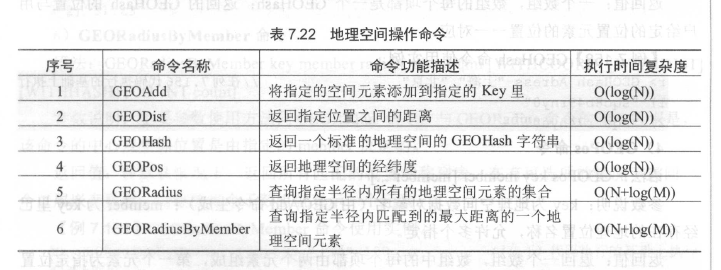 表 7.22 地理空间操作命令
序号 命令名称 命令功能描述 执行时间复杂度
1 GEOAdd 将指定的空间元素添加到指定的 Key 里 O(log(N))
2 GEODist 返回指定位置之间的距离 O(log(N))
3 GEOHash 返回一个标准的地理空间的 GEOHash 字符串 O(log(N))
4 GEOPos 返回地理空间的经纬度 O(log(N))
5 GEORadius 查询指定半径内所有的地理空间元素的集合 O(N+log(M))
6 GEORadiusByMember 查询指定半径内匹配到的最大距离的一个地
理空间元素 O(N+log(M))